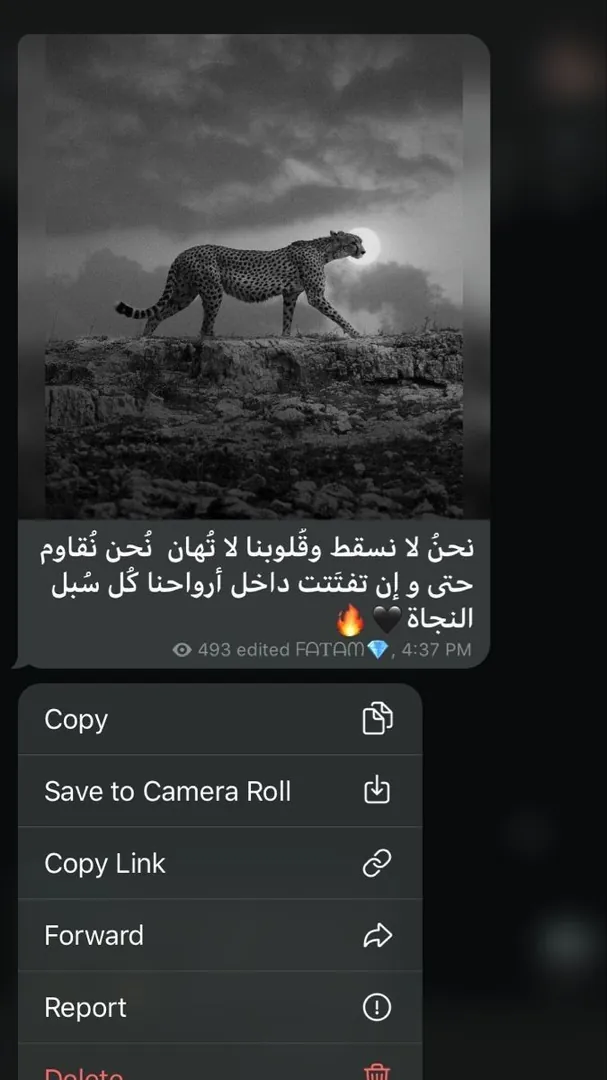 نحنُ لا نسقط وقُلوبنا لا تُهان نُحن نُقاوم
حتى و إن تفتَتت داخل أرواحنا كُل سُبل
النجاة🖤🔥
493 edited FᗩTᗩᗰ💎, 4:37 PM
Copy
Save to Camera Roll
Copy Link
Forward
Report
Delete